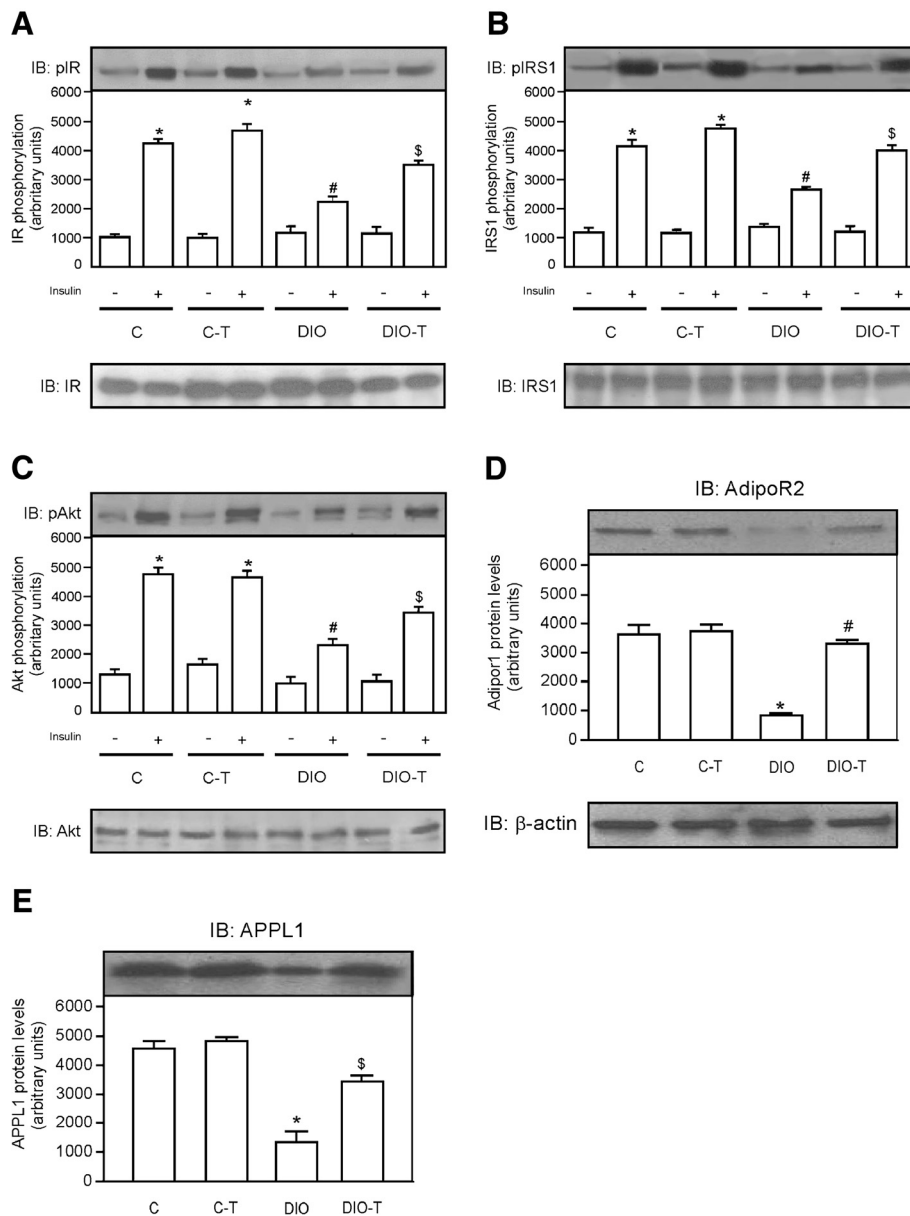 A
IB: pIR
6000
5000
4000
3000
2000
1000
0
IR phosphorylation
(arbritary units)
* * # $
Insulin - + - + - + - +
C C-T DIO DIO-T
IB: IR
B
IB: pIRS1
6000
5000
4000
3000
2000
1000
0
IRS1 phosphorylation
(arbritary units)
* * # $
Insulin - + - + - + - +
C C-T DIO DIO-T
IB: IRS1
C
IB: pAkt
6000
5000
4000
3000
2000
1000
0
Akt phosphorylation
(arbritary units)
* * # $
Insulin - + - + - + - +
C C-T DIO DIO-T
IB: Akt
D
IB: AdipoR2
6000
5000
4000
3000
2000
1000
0
Adipor1 protein levels
(arbitrary units)
* #
C C-T DIO DIO-T
IB: β-actin
E
IB: APPL1
6000
5000
4000
3000
2000
1000
0
APPL1 protein levels
(arbitrary units)
* $
C C-T DIO DIO-T